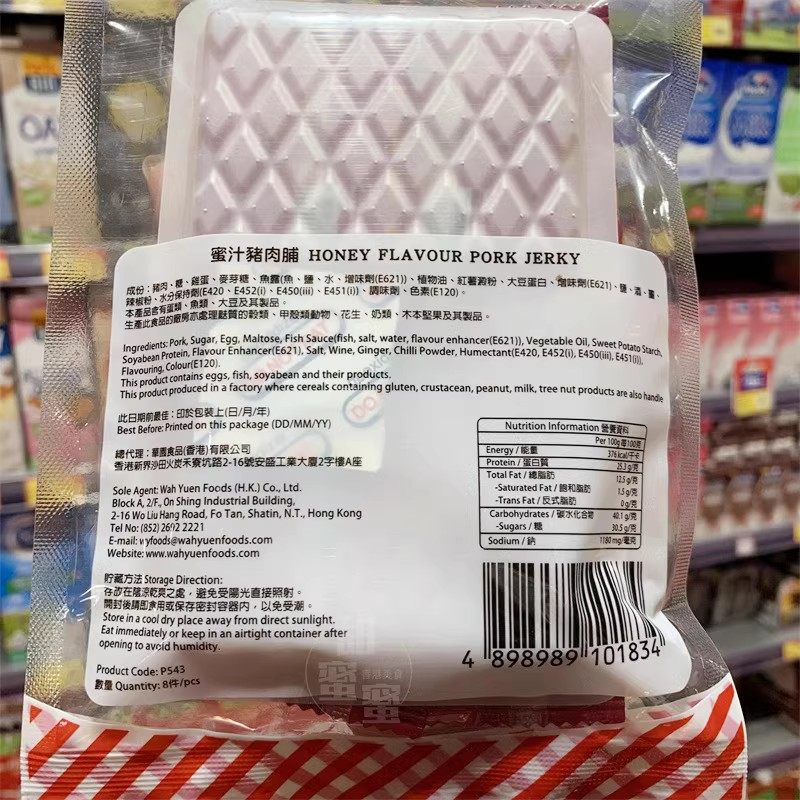 蜜汁豬肉脯 HONEY FLAVOUR PORK JERKY
成份：豬肉、糖、雞蛋、麥芽糖、魚露(魚、鹽、水、增味劑(E621))、植物油、紅薯澱粉、大豆蛋白、增味劑(E621)、鹽、酒、薑、
辣椒粉、水分保持劑(E420、E452(i)、E450(iii)、E451(i))、調味劑、色素(E120)。
本產品含有蛋類、魚類、大豆及其製品。
生產此食品的廠房亦處理麩質的穀類、甲殼類動物、花生、奶類、木本堅果及其製品。
Ingredients: Pork, Sugar, Egg, Maltose, Fish Sauce(fish, salt, water, flavour enhancer(E621)), Vegetable Oil, Sweet Potato Starch,
Soyabean Protein, Flavour Enhancer(E621), Salt, Wine, Ginger, Chilli Powder, Humectant(E420, E452(i), E450(iii), E451(i)),
Flavouring, Colour(E120).
This product contains eggs, fish, soyabean and their products.
This product produced in a factory where cereals containing gluten, crustacean, peanut, milk, tree nut products are also handle
此日期前最佳：印於包裝上(日/月/年)
Best Before: Printed on this package (DD/MM/YY)
總代理：華園食品(香港)有限公司
香港新界沙田火炭禾寮坑路2-16號安盛工業大廈2字樓A座
Sole Agent: Wah Yuen Foods (H.K.) Co., Ltd.
Block A, 2/F., On Shing Industrial Building,
2-16 Wo Liu Hang Road, Fo Tan, Shatin, N.T., Hong Kong
Tel No: (852) 2692 2221
E-mail: wyfoods@wahyuenfoods.com
Website: www.wahyuenfoods.com
Nutrition Information 營養資料
Per 100g 每100克
Energy / 能量 376 kcal/千卡
Protein / 蛋白質 25.3 g/克
Total Fat / 總脂肪 12.5 g/克
-Saturated Fat / 飽和脂肪 1.5 g/克
-Trans Fat / 反式脂肪 0 g/克
Carbohydrates / 碳水化合物 40.1 g/克
-Sugars / 糖 30.5 g/克
Sodium / 鈉 1180 mg/毫克
貯藏方法 Storage Direction:
存放在陰涼乾爽之處，避免受陽光直接照射。
開封後請即食用或保存密封容器內，以免受潮。
Store in a cool dry place away from direct sunlight.
Eat immediately or keep in an airtight container after
opening to avoid humidity.
Product Code: P543
數量 Quantity: 8件/pcs
4 898989 101834
香港美食